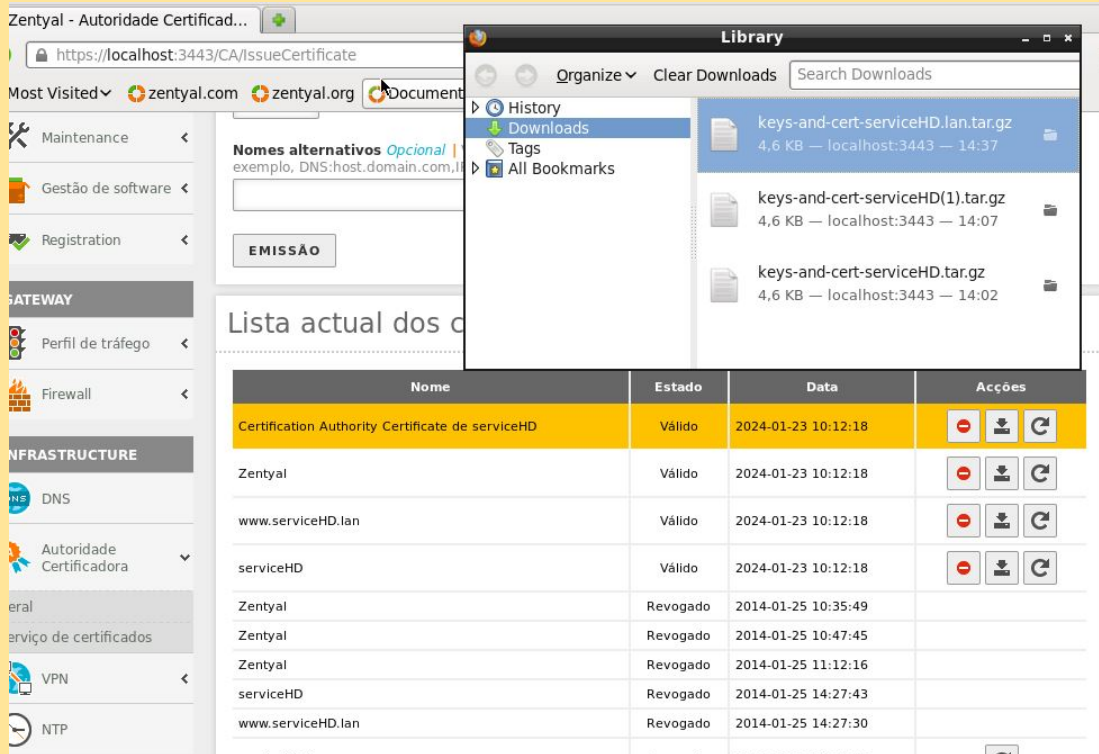 Zentyal - Autoridade Certificad...
https://localhost:3443/CA/IssueCertificate
Most Visited zentyal.com zentyal.org Document
Maintenance
Gestão de software
Registration
GATEWAY
Perfil de tráfego
Firewall
INFRASTRUCTURE
DNS
Autoridade
Certificadora
eral
erviço de certificados
VPN
NTP
Nomes alternativos Opcional |
exemplo, DNS:host.domain.com,
EMISSÃO
Library
Organize Clear Downloads Search Downloads
History
Downloads
Tags
All Bookmarks
keys-and-cert-serviceHD.lan.tar.gz
4,6 KB — localhost:3443 — 14:37
keys-and-cert-serviceHD(1).tar.gz
4,6 KB — localhost:3443 — 14:07
keys-and-cert-serviceHD.tar.gz
4,6 KB — localhost:3443 — 14:02
Lista actual dos c
Nome Estado Data Acções
Certification Authority Certificate de serviceHD Válido 2024-01-23 10:12:18
Zentyal Válido 2024-01-23 10:12:18
www.serviceHD.lan Válido 2024-01-23 10:12:18
serviceHD Válido 2024-01-23 10:12:18
Zentyal Revogado 2014-01-25 10:35:49
Zentyal Revogado 2014-01-25 10:47:45
Zentyal Revogado 2014-01-25 11:12:16
serviceHD Revogado 2014-01-25 14:27:43
www.serviceHD.lan Revogado 2014-01-25 14:27:30